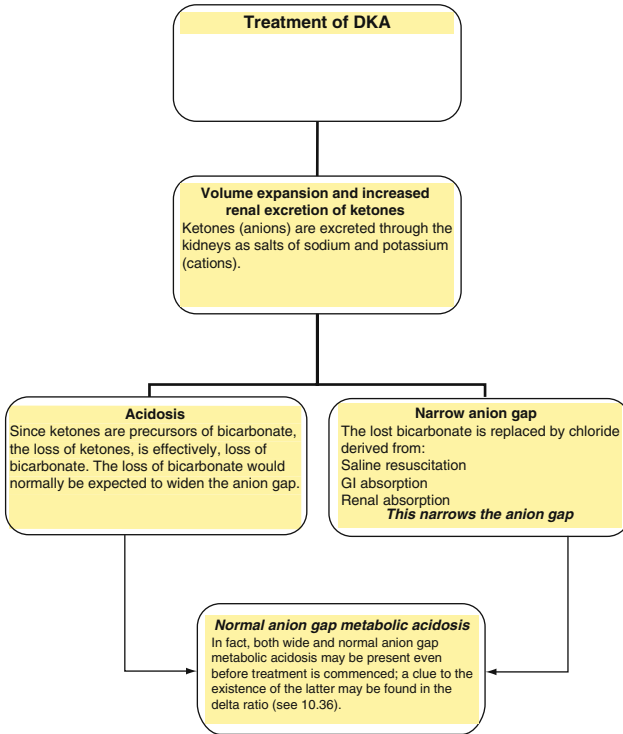 Treatment of DKA
Volume expansion and increased
renal excretion of ketones
Ketones (anions) are excreted through the
kidneys as salts of sodium and potassium
(cations).
Acidosis
Since ketones are precursors of bicarbonate,
the loss of ketones, is effectively, loss of
bicarbonate. The loss of bicarbonate would
normally be expected to widen the anion gap.
Narrow anion gap
The lost bicarbonate is replaced by chloride
derived from:
Saline resuscitation
GI absorption
Renal absorption
This narrows the anion gap
Normal anion gap metabolic acidosis
In fact, both wide and normal anion gap
metabolic acidosis may be present even
before treatment is commenced; a clue to the
existence of the latter may be found in the
delta ratio (see 10.36).